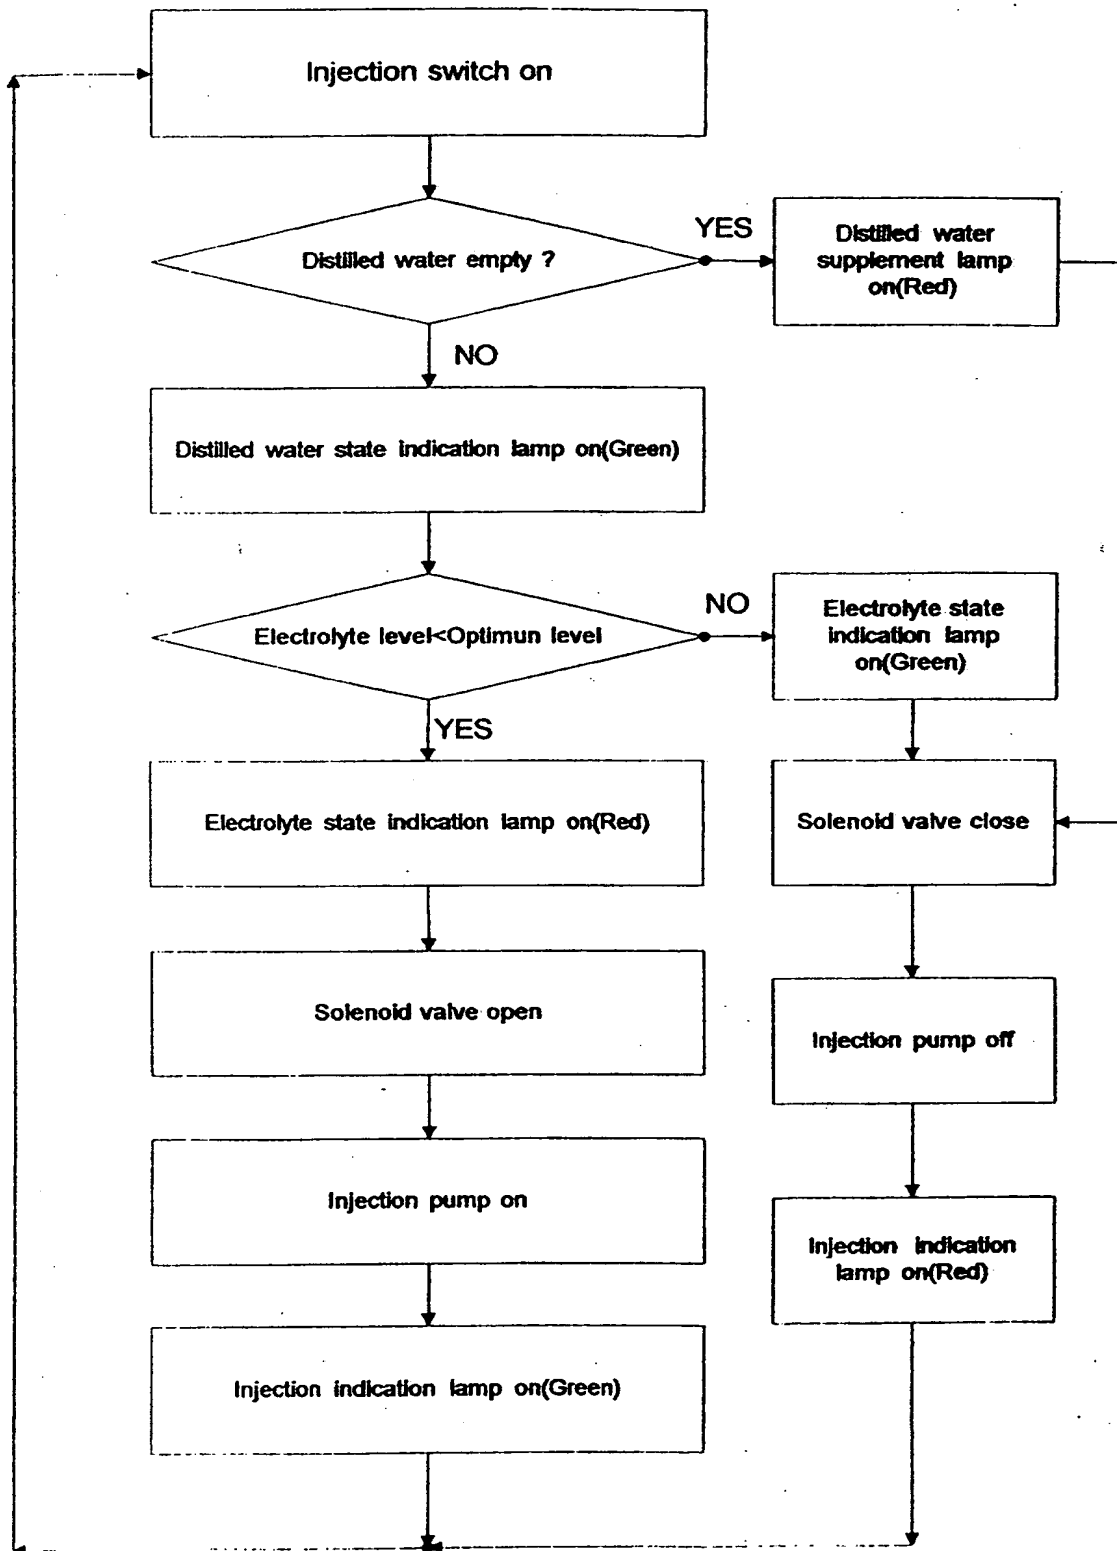 Injection switch on
Distilled water empty ?
YES
Distilled water
supplement lamp
on(Red)
NO
Distilled water state indication lamp on(Green)
Electrolyte level<Optimun level
NO
Electrolyte state
indication lamp
on(Green)
YES
Electrolyte state indication lamp on(Red)
Solenoid valve close
Solenoid valve open
Injection pump off
Injection pump on
Injection indication
lamp on(Red)
Injection indication lamp on(Green)